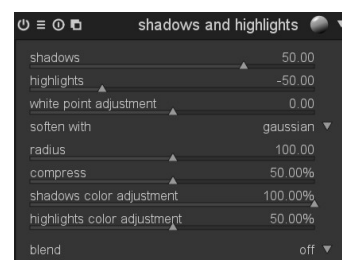 shadows and highlights
shadows 50.00
highlights -50.00
white point adjustment 0.00
soften with gaussian
radius 100.00
compress 50.00%
shadows color adjustment 100.00%
highlights color adjustment 50.00%
blend off